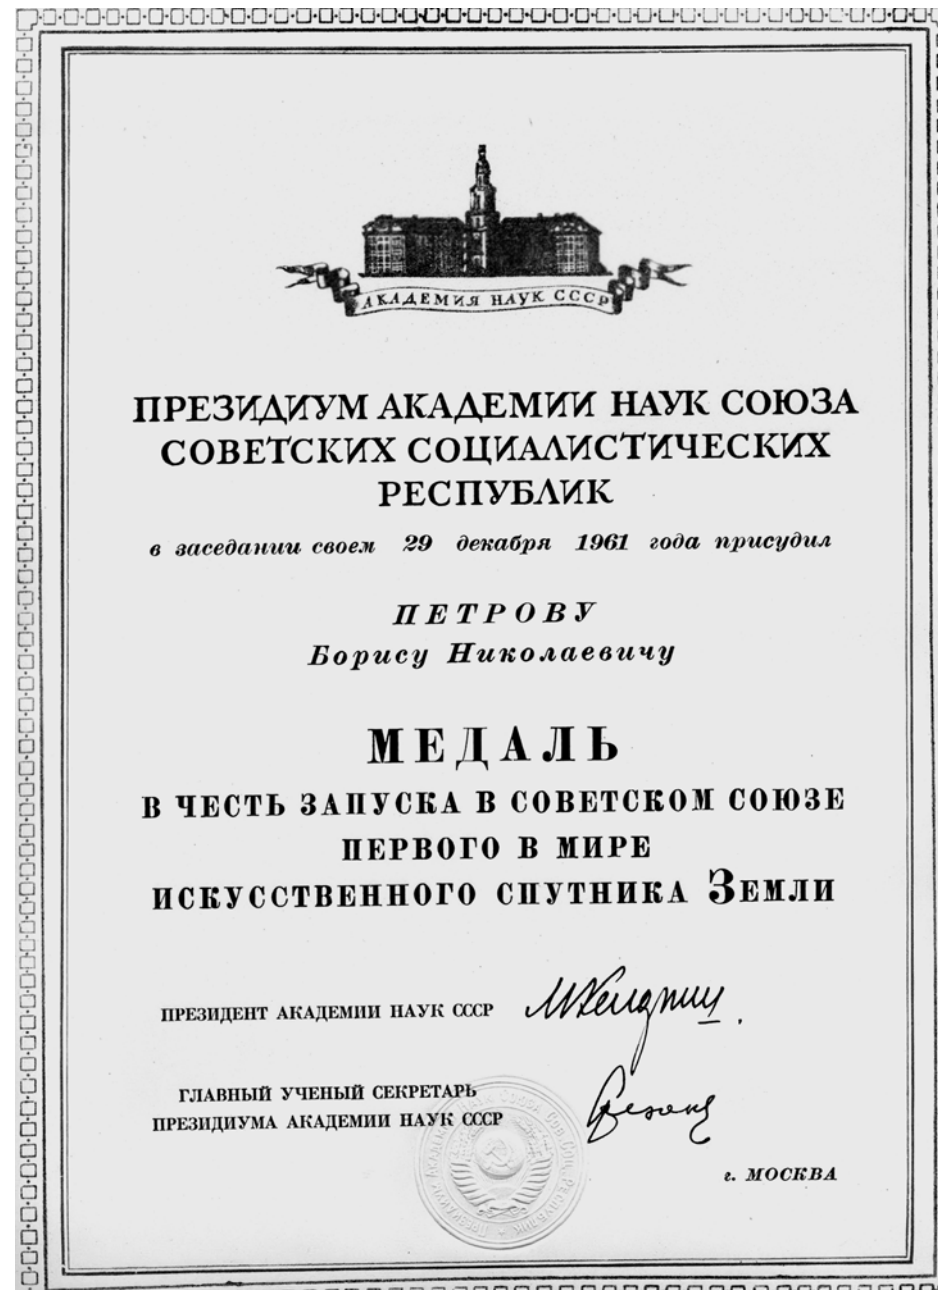 АКАДЕМИЯ НАУК СССР
ПРЕЗИДИУМ АКАДЕМИИ НАУК СОЮЗА
СОВЕТСКИХ СОЦИАЛИСТИЧЕСКИХ
РЕСПУБЛИК
в заседании своем 29 декабря 1961 года присудил
ПЕТРОВУ
Борису Николаевичу
МЕДАЛЬ
В ЧЕСТЬ ЗАПУСКА В СОВЕТСКОМ СОЮЗЕ
ПЕРВОГО В МИРЕ
ИСКУССТВЕННОГО СПУТНИКА ЗЕМЛИ
ПРЕЗИДЕНТ АКАДЕМИИ НАУК СССР МКелдыш
ГЛАВНЫЙ УЧЕНЫЙ СЕКРЕТАРЬ
ПРЕЗИДИУМА АКАДЕМИИ НАУК СССР
г. МОСКВА